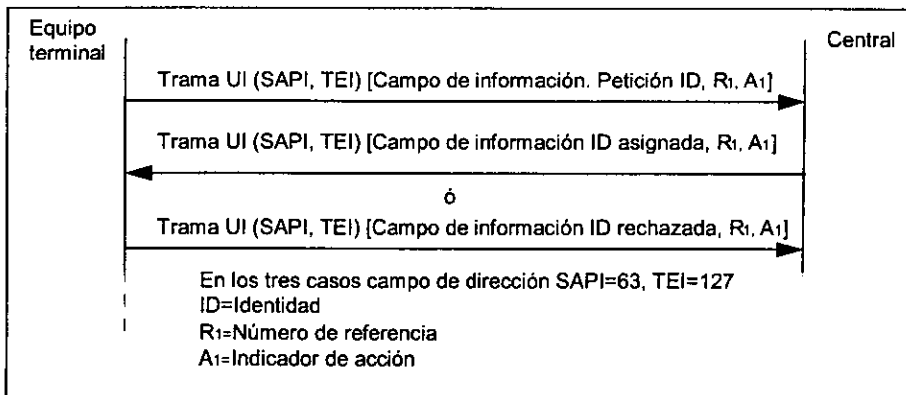 Equipo
terminal
Central
Trama UI (SAPI, TEI) [Campo de información. Petición ID, R1, A1]
Trama UI (SAPI, TEI) [Campo de información ID asignada, R1, A1]
ó
Trama UI (SAPI, TEI) [Campo de información ID rechazada, R1, A1]
En los tres casos campo de dirección SAPI=63, TEI=127
ID=Identidad
R1=Número de referencia
A1=Indicador de acción